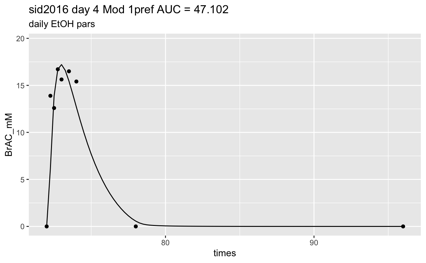 sid2016 day 4 Mod 1pref AUC = 47.102
daily EtOH pars
20
15
10
5
0
BrAC_mM
80
90
times